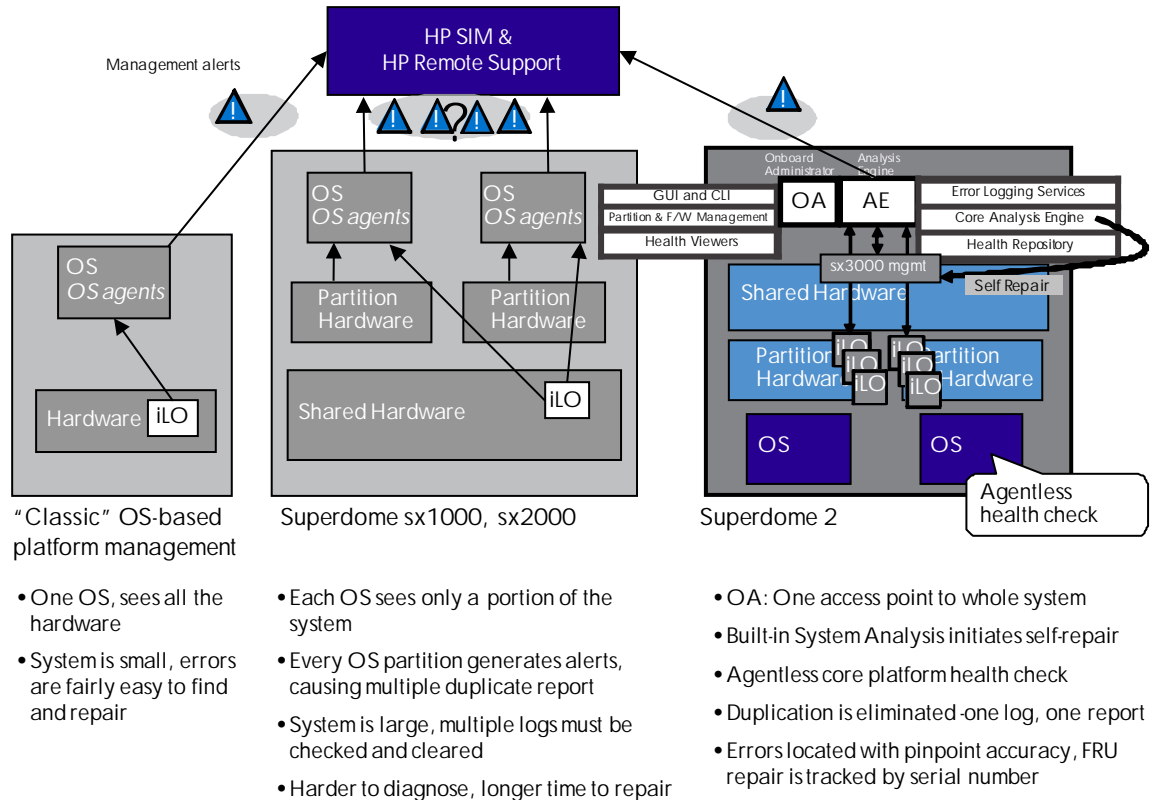 HP SIM &
HP Remote Support
Management alerts
?
OS
OS agents
Hardware
iLO
"Classic" OS-based
platform management
• One OS, sees all the
hardware
• System is small, errors
are fairly easy to find
and repair
OS
OS agents
OS
OS agents
Partition
Hardware
Partition
Hardware
Shared Hardware
iLO
Superdome sx1000, sx2000
• Each OS sees only a portion of the
system
• Every OS partition generates alerts,
causing multiple duplicate report
• System is large, multiple logs must be
checked and cleared
• Harder to diagnose, longer time to repair
Onboard
Administrator
Analysis
Engine
GUI and CLI
Partition & F/W Management
Health Viewers
OA
AE
Error Logging Services
Core Analysis Engine
Health Repository
sx3000 mgmt
Self Repair
Shared Hardware
Partition
Hardware
iLO
iLO
iLO
iLO
iLO
iLO
Partition
Hardware
OS
OS
Agentless
health check
Superdome 2
• OA: One access point to whole system
• Built-in System Analysis initiates self-repair
• Agentless core platform health check
• Duplication is eliminated -one log, one report
• Errors located with pinpoint accuracy, FRU
repair is tracked by serial number